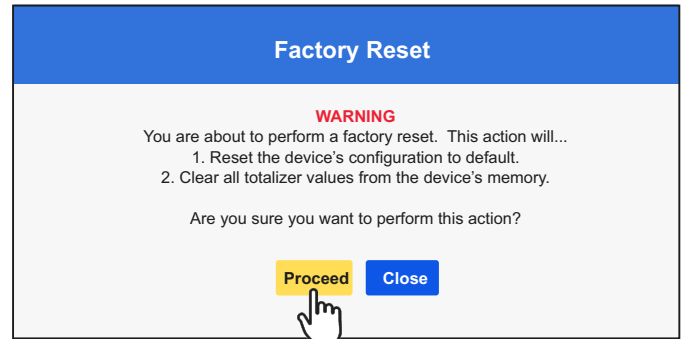 Factory Reset
WARNING
You are about to perform a factory reset.  This action will...
1. Reset the device’s configuration to default.
2. Clear all totalizer values from the device’s memory.
Are you sure you want to perform this action?
Proceed Close